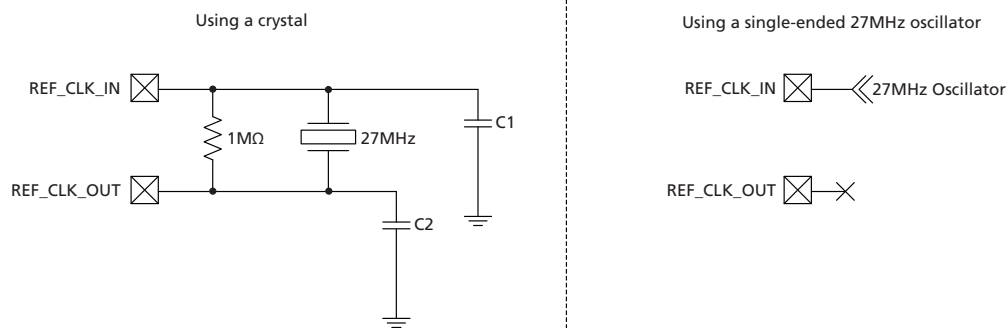 Using a crystal
REF_CLK_IN
1MΩ
27MHz
C1
REF_CLK_OUT
C2
Using a single-ended 27MHz oscillator
REF_CLK_IN
27MHz Oscillator
REF_CLK_OUT